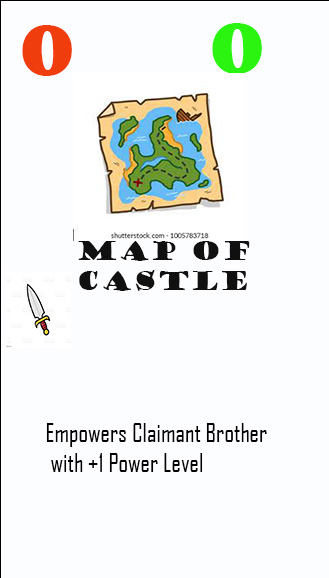 0 0
shutterstock.com · 1005783718
MAP OF
CASTLE
Empowers Claimant Brother
with +1 Power Level